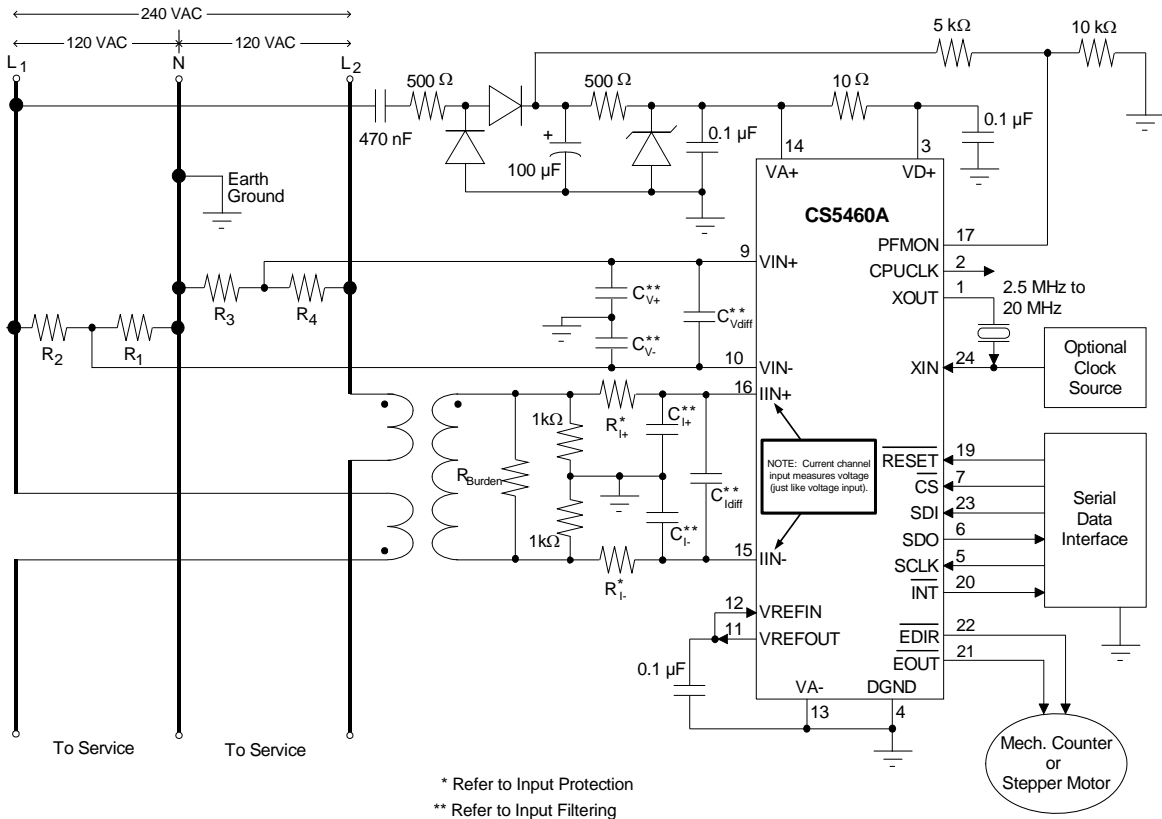 240 VAC
120 VAC
120 VAC
L1
N
L2
5 kΩ
10 kΩ
500 Ω
500 Ω
10 Ω
470 nF
+
100 µF
0.1 µF
0.1 µF
14
3
VA+
VD+
Earth
Ground
CS5460A
PFMON
17
CPUCLK
2
XOUT
1
2.5 MHz to
20 MHz
XIN
24
Optional
Clock
Source
9
VIN+
CV+**
CVdiff**
CV-**
R3
R4
R2
R1
10
VIN-
16
IIN+
1kΩ
RI+*
CI+**
RBurden
CIdiff**
NOTE: Current channel
input measures voltage
(just like voltage input).
1kΩ
CI-**
RI-*
15
IIN-
RESET
19
CS
7
SDI
23
SDO
6
SCLK
5
INT
20
Serial
Data
Interface
12
VREFIN
11
VREFOUT
EDIR
22
EOUT
21
0.1 µF
VA-
DGND
13
4
Mech. Counter
or
Stepper Motor
To Service
To Service
* Refer to Input Protection
** Refer to Input Filtering